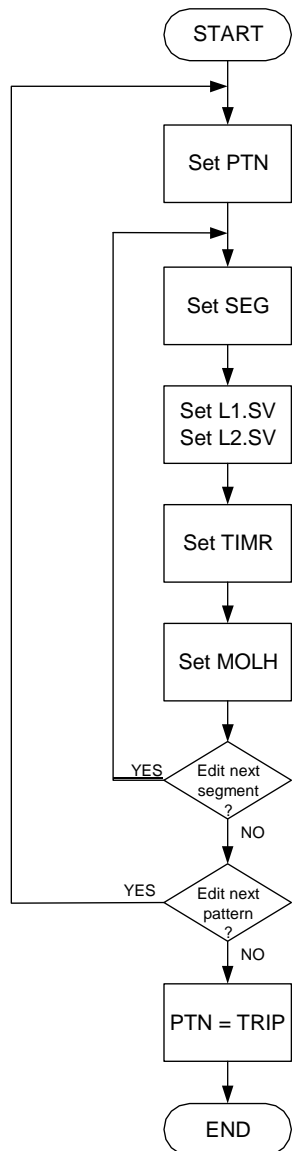 START
Set PTN
Set SEG
Set L1.SV
Set L2.SV
Set TIMR
Set MOLH
YES
Edit next
segment
?
NO
YES
Edit next
pattern
?
NO
PTN = TRIP
END